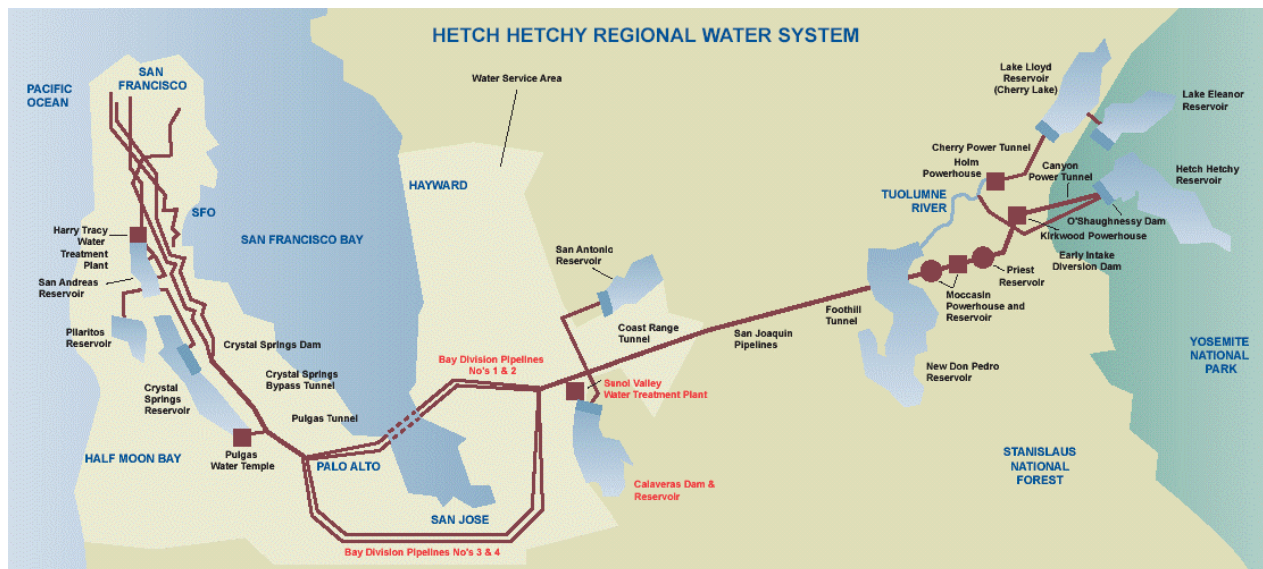 HETCH HETCHY REGIONAL WATER SYSTEM
SAN
FRANCISCO
PACIFIC
OCEAN
Water Service Area
Lake Lloyd
Reservoir
(Cherry Lake)
Lake Eleanor
Reservoir
Cherry Power Tunnel
Holm
Powerhouse
Canyon
Power Tunnel
Hetch Hetchy
Reservoir
HAYWARD
TUOLUMNE
RIVER
SFO
O'Shaughnessy Dam
Kirkwood Powerhouse
Harry Tracy
Water
Treatment
Plant
SAN FRANCISCO BAY
San Antonic
Reservoir
Early Intake
Diversion Dam
Priest
Reservoir
San Andreas
Reservoir
Moccasin
Powerhouse and
Reservoir
Foothill
Tunnel
Pilaritos
Reservoir
Coast Range
Tunnel
San Joaquin
Pipelines
Crystal Springs Dam
YOSEMITE
NATIONAL
PARK
Bay Division Pipelines
No's 1 & 2
New Don Pedro
Reservoir
Crystal Springs
Bypass Tunnel
Crystal
Springs
Reservoir
Sunol Valley
Water Treatment Plant
Pulgas Tunnel
HALF MOON BAY
Pulgas
Water Temple
PALO ALTO
STANISLAUS
NATIONAL
FOREST
Calaveras Dam &
Reservoir
SAN JOSE
Bay Division Pipelines No's 3 & 4